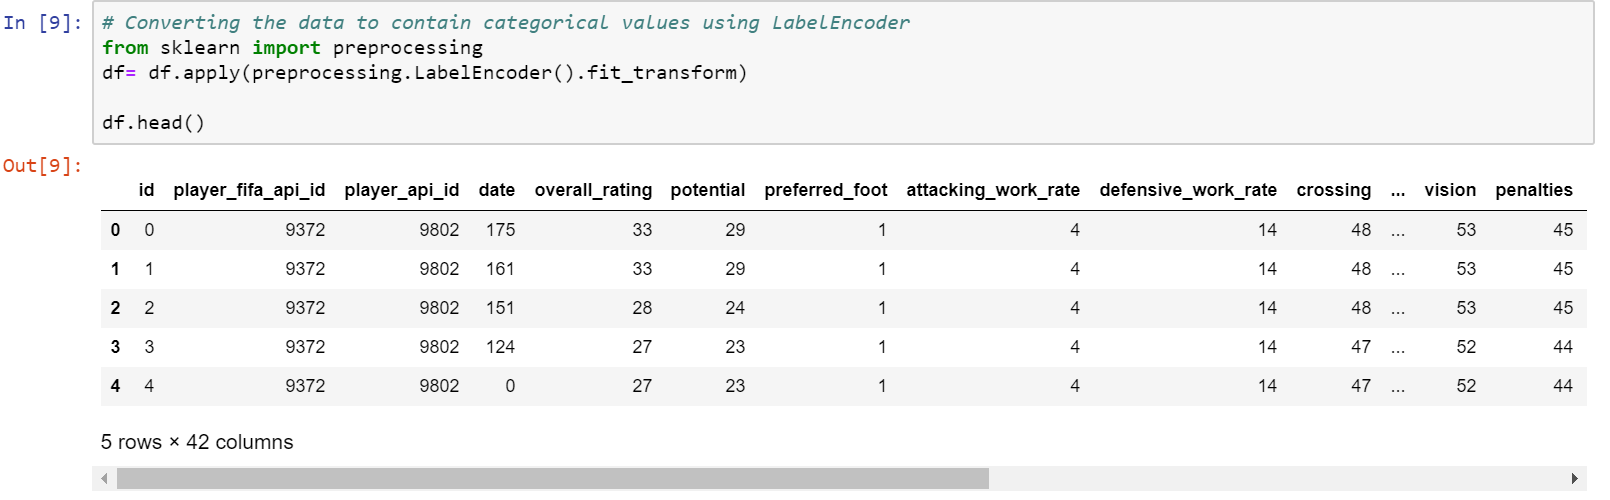 In [9]: # Converting the data to contain categorical values using LabelEncoder
from sklearn import preprocessing
df= df.apply(preprocessing.LabelEncoder().fit_transform)
df.head()
Out[9]:
id player_fifa_api_id player_api_id date overall_rating potential preferred_foot attacking_work_rate defensive_work_rate crossing ... vision penalties
0 0 9372 9802 175 33 29 1 4 14 48 ... 53 45
1 1 9372 9802 161 33 29 1 4 14 48 ... 53 45
2 2 9372 9802 151 28 24 1 4 14 48 ... 53 45
3 3 9372 9802 124 27 23 1 4 14 47 ... 52 44
4 4 9372 9802 0 27 23 1 4 14 47 ... 52 44
5 rows × 42 columns